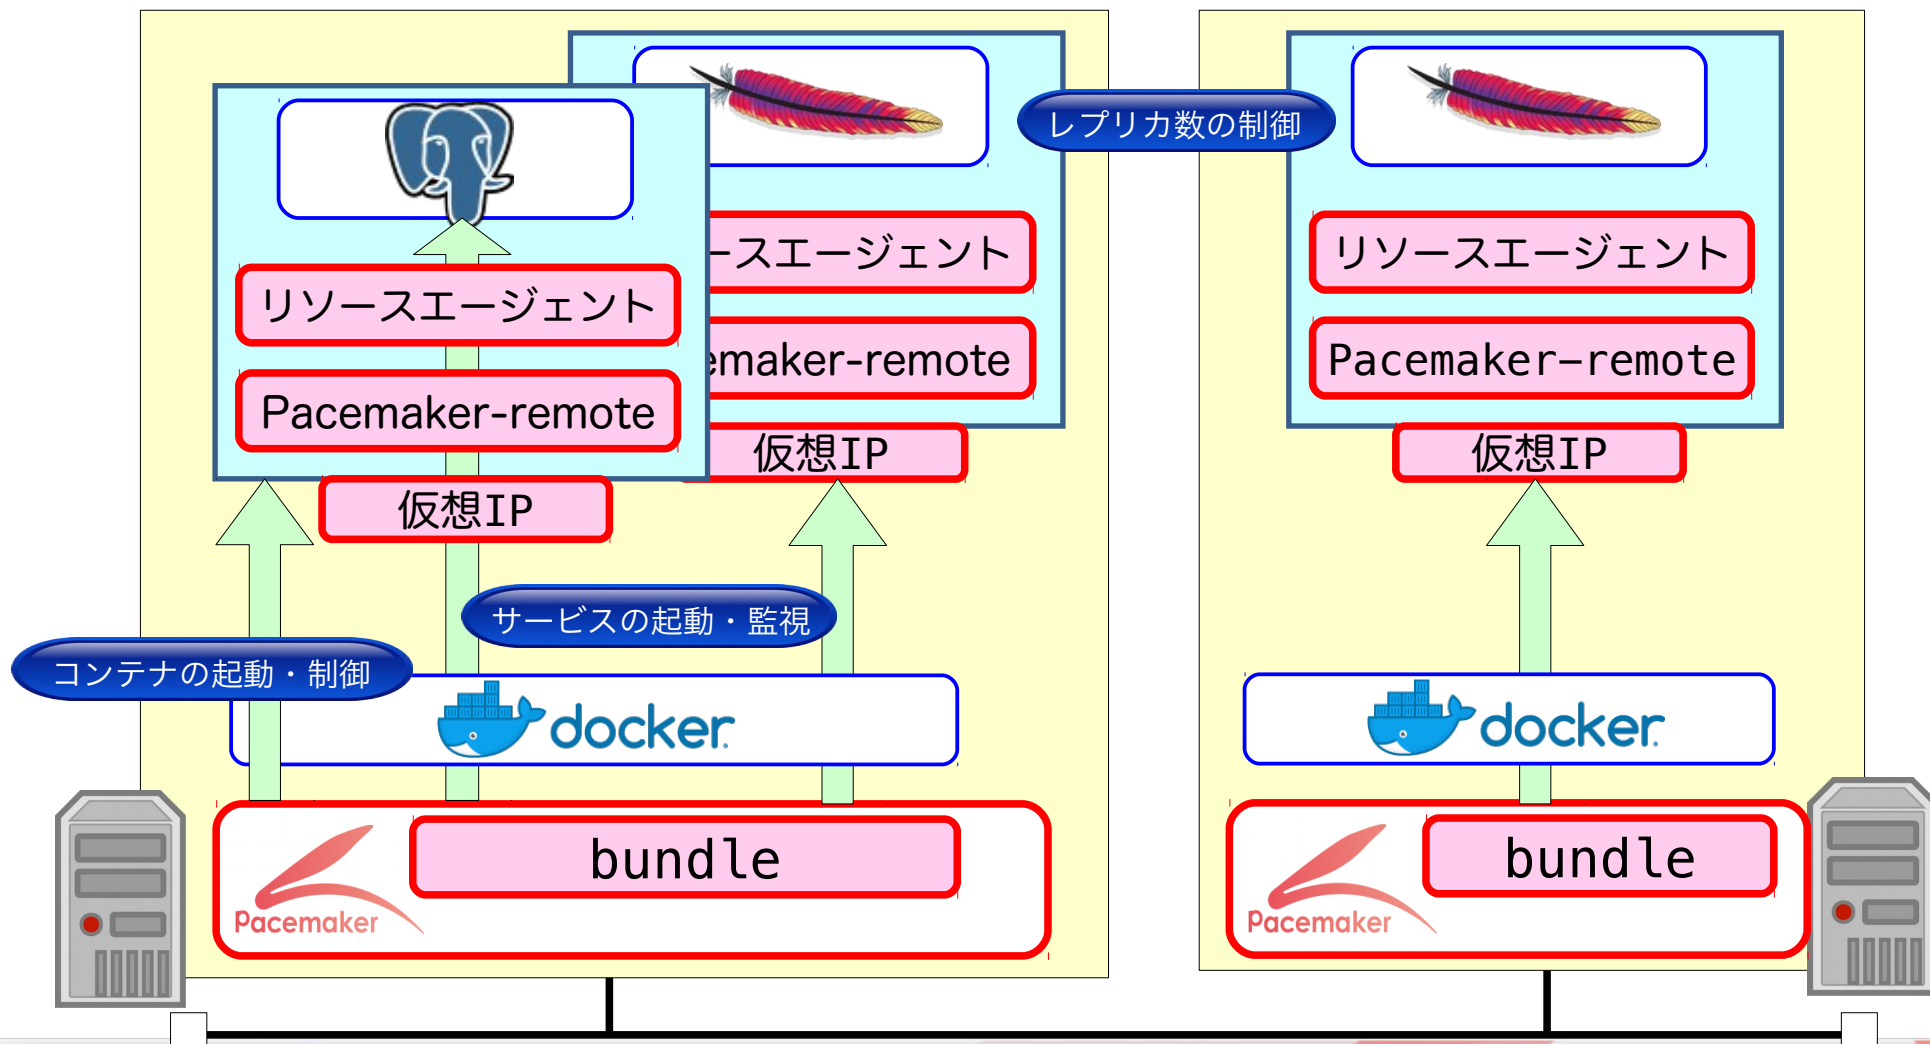 レプリカ数の制御
リソースエージェント
Pacemaker-remote
仮想IP
ースエージェント
emaker-remote
仮想IP
リソースエージェント
Pacemaker-remote
仮想IP
サービスの起動・監視
コンテナの起動・制御
docker
docker
bundle
Pacemaker
bundle
Pacemaker